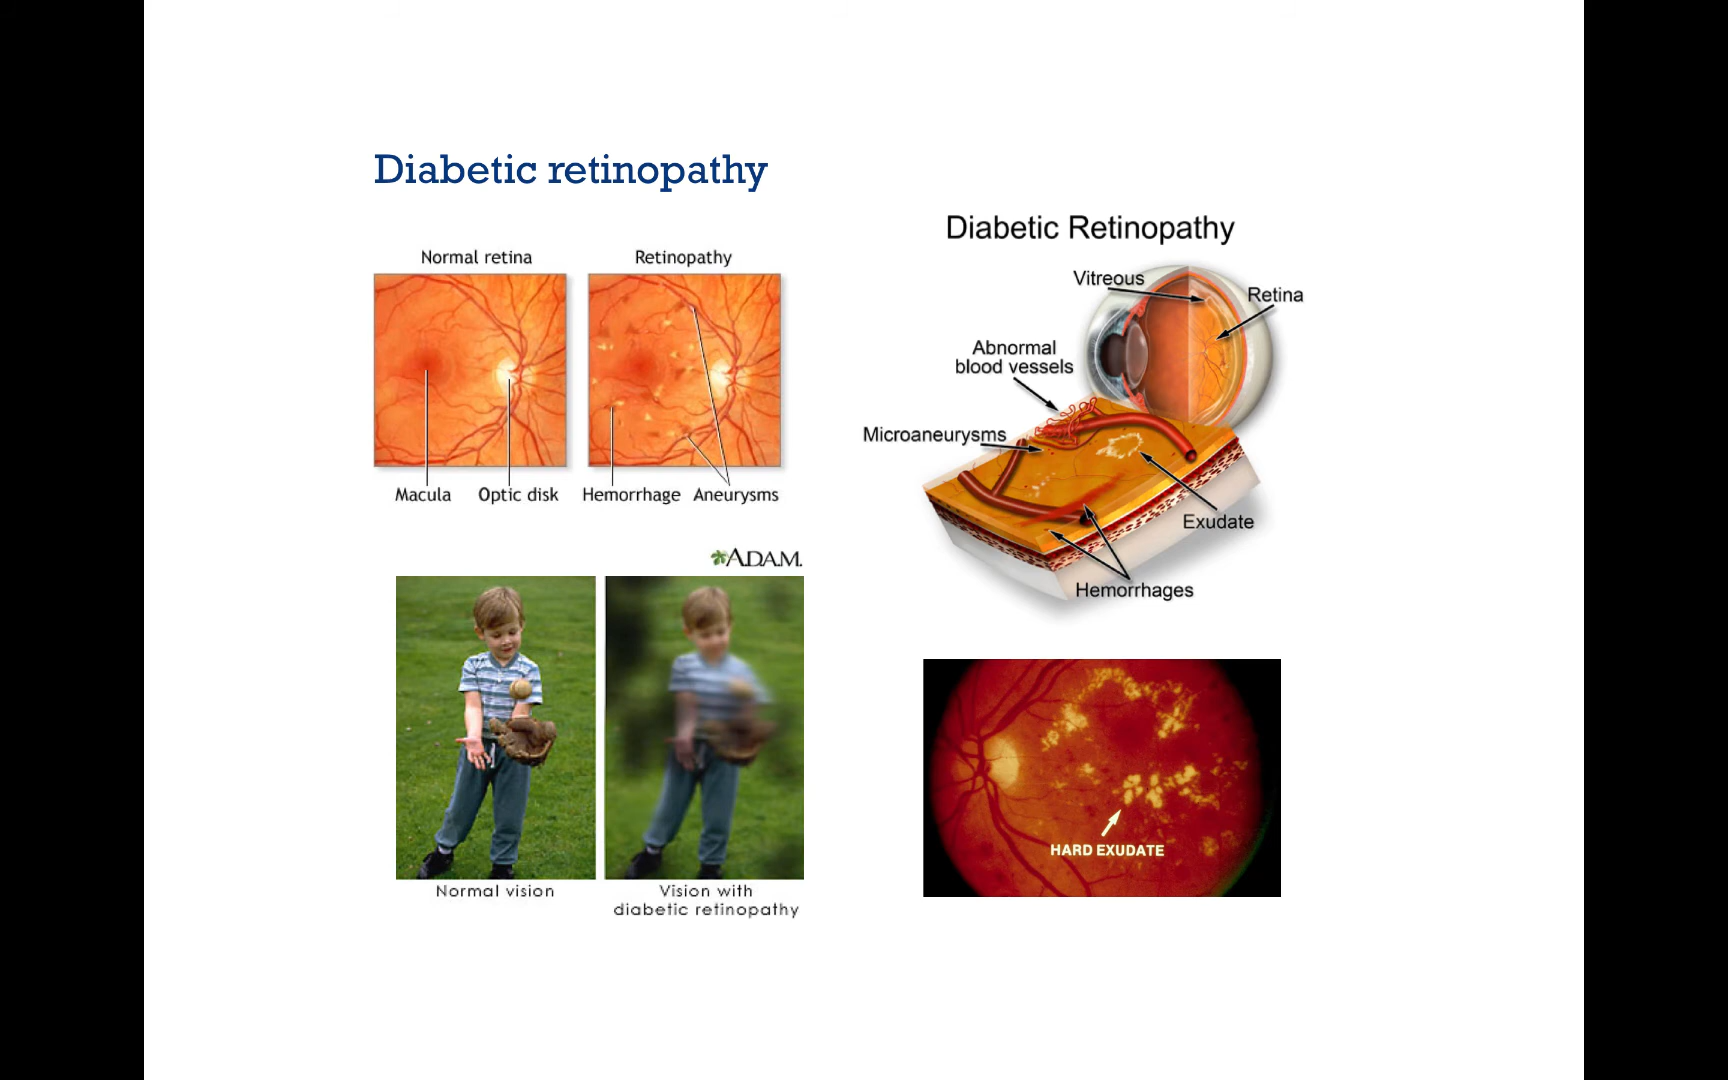 Diabetic retinopathy
Normal retina
Retinopathy
Macula
Optic disk
Hemorrhage
Aneurysms
A.D.A.M.
Normal vision
Vision with
diabetic retinopathy
Diabetic Retinopathy
Vitreous
Retina
Abnormal
blood vessels
Microaneurysms
Exudate
Hemorrhages
HARD EXUDATE